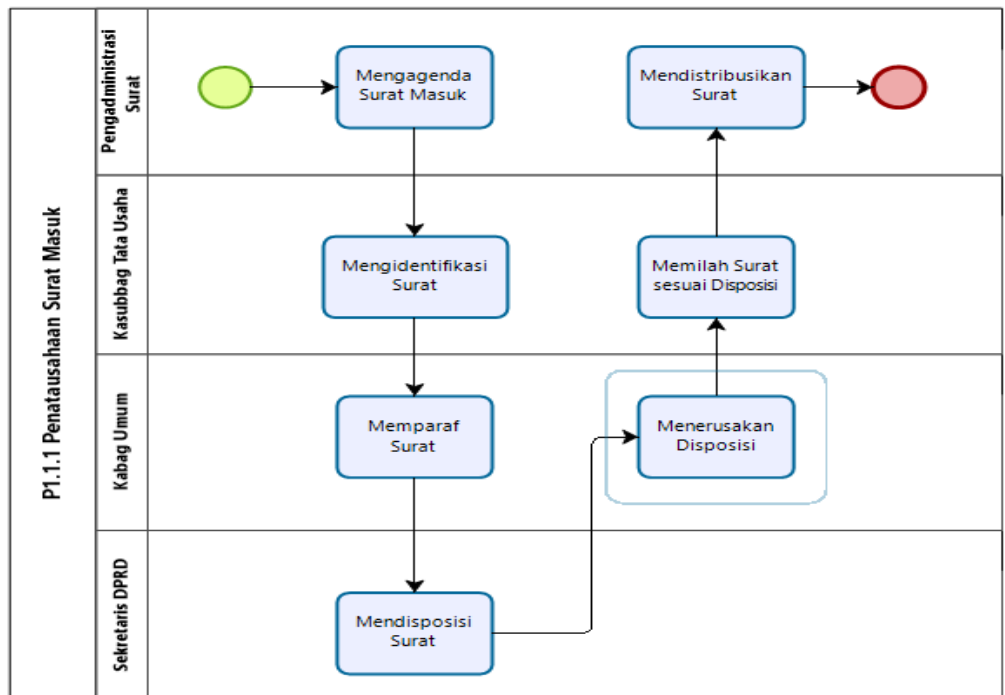 P1.1.1 Penatausahaan Surat Masuk
Pengadministrasi
Surat
Mengagenda
Surat Masuk
Mendistribusikan
Surat
Kasubbag Tata Usaha
Mengidentifikasi
Surat
Memilah Surat
sesuai Disposisi
Kabag Umum
Memparaf
Surat
Menerusakan
Disposisi
Sekretaris DPRD
Mendisposisi
Surat